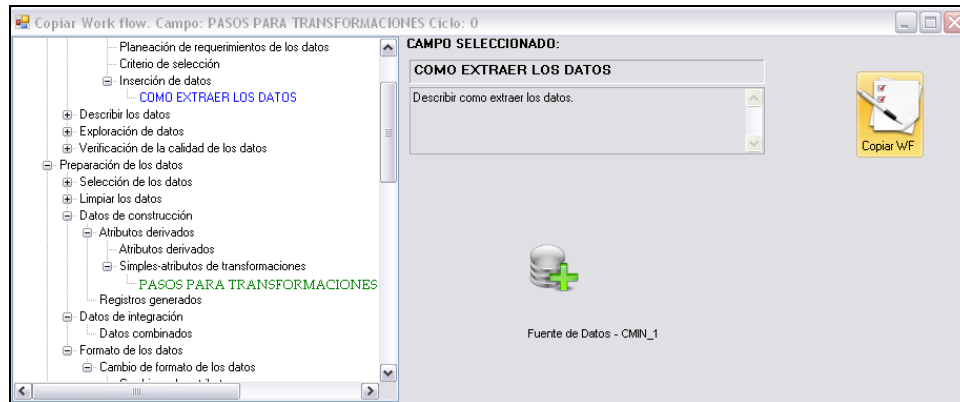 Copiar Work flow. Campo: PASOS PARA TRANSFORMACIONES Ciclo: 0
Planeación de requerimientos de los datos
Criterio de selección
Inserción de datos
COMO EXTRAER LOS DATOS
Describir los datos
Exploración de datos
Verificación de la calidad de los datos
Preparación de los datos
Selección de los datos
Limpiar los datos
Datos de construcción
Atributos derivados
Atributos derivados
Simples-atributos de transformaciones
PASOS PARA TRANSFORMACIONES
Registros generados
Datos de integración
Datos combinados
Formato de los datos
Cambio de formato de los datos
CAMPO SELECCIONADO:
COMO EXTRAER LOS DATOS
Describir como extraer los datos.
Copiar WF
Fuente de Datos - CMIN_1